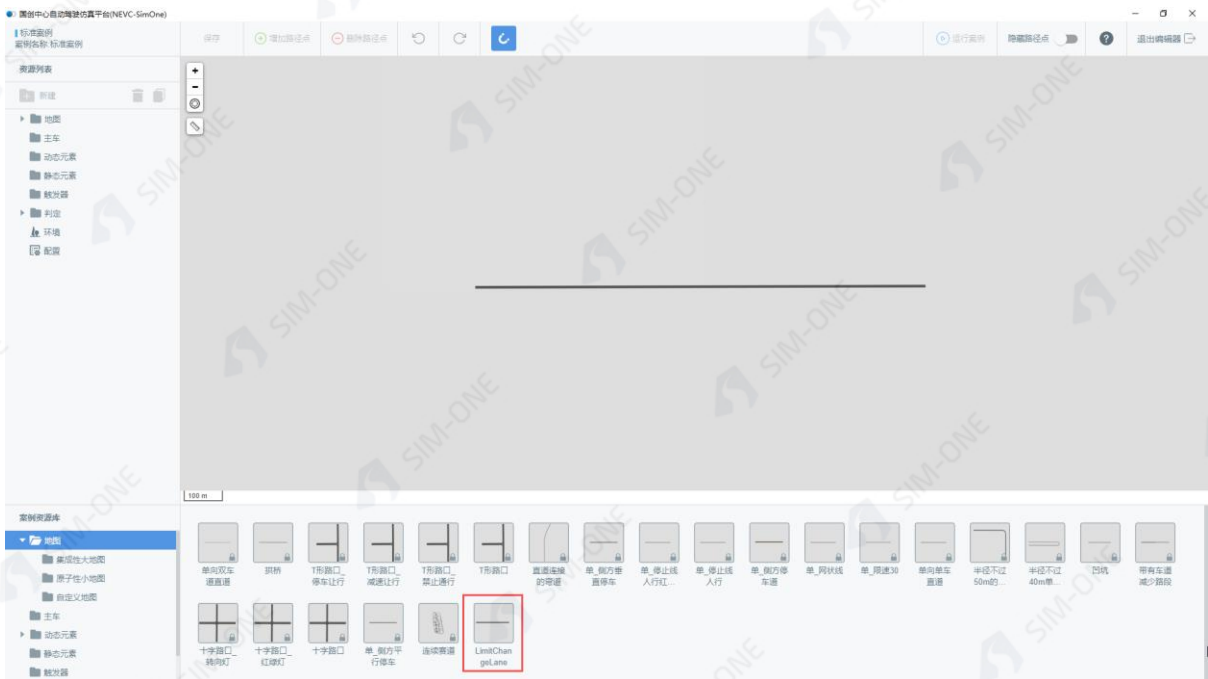 国创中心自动驾驶仿真平台(NEVC-SimOne)
标准案例
案例名称:标准案例
保存
增加路径点
删除路径点
运行案例
隐藏路径点
退出编辑器
资源列表
新建
地图
主车
动态元素
静态元素
触发器
判定
环境
配置
100 m
案例资源库
地图
集成性大地图
原子性小地图
自定义地图
主车
动态元素
静态元素
触发器
单向双车
道直道
拱桥
T形路口_
停车让行
T形路口_
减速让行
T形路口_
禁止通行
T形路口
直道连接
的弯道
单_侧方垂
直停车
单_停止线
人行红...
单_停止线
人行
单_侧方停
车道
单_网状线
单_限速30
单向单车
直道
半径不过
50m的...
半径不过
40m单...
凹坑
带有车道
减少路段
十字路口_
转向灯
十字路口_
红绿灯
十字路口
单_侧方平
行停车
连续赛道
LimitChan
geLane
SIM-ONE